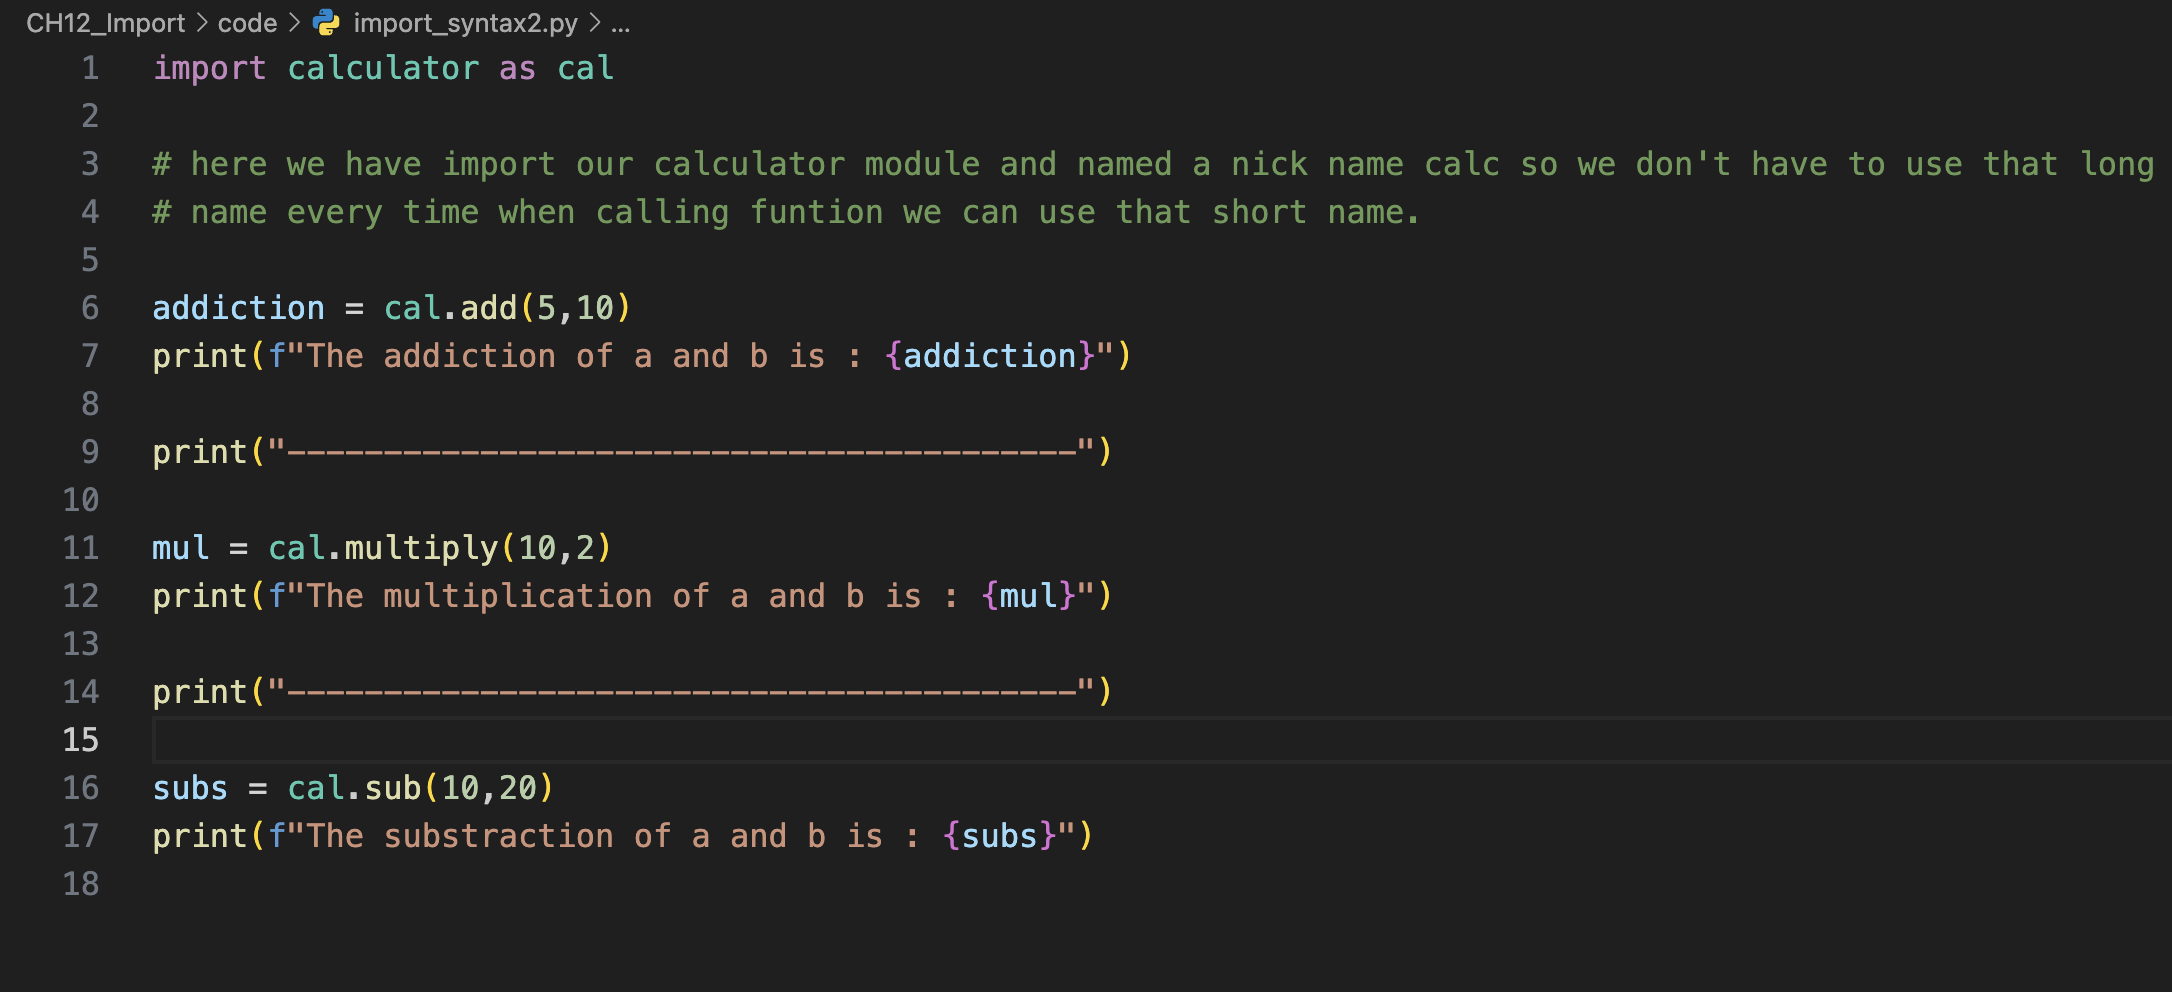 CH12_Import > code > import_syntax2.py > ...
1 import calculator as cal
2
3 # here we have import our calculator module and named a nick name calc so we don't have to use that long
4 # name every time when calling funtion we can use that short name.
5
6 addiction = cal.add(5,10)
7 print(f"The addiction of a and b is : {addiction}")
8
9 print("-----------------------------------------")
10
11 mul = cal.multiply(10,2)
12 print(f"The multiplication of a and b is : {mul}")
13
14 print("-----------------------------------------")
15
16 subs = cal.sub(10,20)
17 print(f"The substraction of a and b is : {subs}")
18